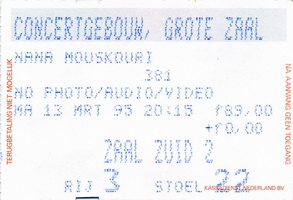 CONCERTGEBOUW, GROTE ZAAL
NANA MOUSKOURI
381
NO PHOTO/AUDIO/VIDEO
MA 13 MRT 95 20:15 f89,00
+f0,00
ZAAL ZUID 2
RIJ 3 STOEL 22
TERUGBETALING NIET MOGELIJK
NA AANVANG GEEN TOEGANG
NEDERLAND BV